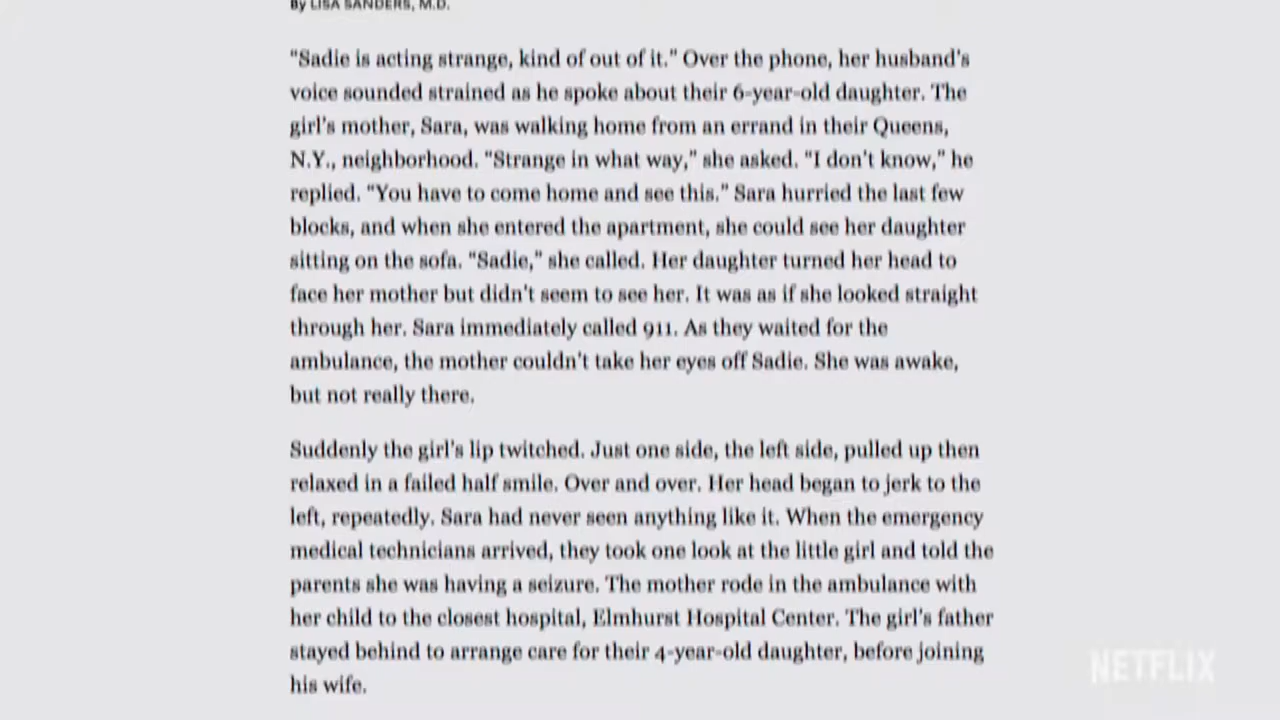 By LISA SANDERS, M.D.
“Sadie is acting strange, kind of out of it.” Over the phone, her husband’s
voice sounded strained as he spoke about their 6-year-old daughter. The
girl’s mother, Sara, was walking home from an errand in their Queens,
N.Y., neighborhood. “Strange in what way,” she asked. “I don’t know,” he
replied. “You have to come home and see this.” Sara hurried the last few
blocks, and when she entered the apartment, she could see her daughter
sitting on the sofa. “Sadie,” she called. Her daughter turned her head to
face her mother but didn’t seem to see her. It was as if she looked straight
through her. Sara immediately called 911. As they waited for the
ambulance, the mother couldn’t take her eyes off Sadie. She was awake,
but not really there.
Suddenly the girl’s lip twitched. Just one side, the left side, pulled up then
relaxed in a failed half smile. Over and over. Her head began to jerk to the
left, repeatedly. Sara had never seen anything like it. When the emergency
medical technicians arrived, they took one look at the little girl and told the
parents she was having a seizure. The mother rode in the ambulance with
her child to the closest hospital, Elmhurst Hospital Center. The girl’s father
stayed behind to arrange care for their 4-year-old daughter, before joining
his wife.
NETFLIX